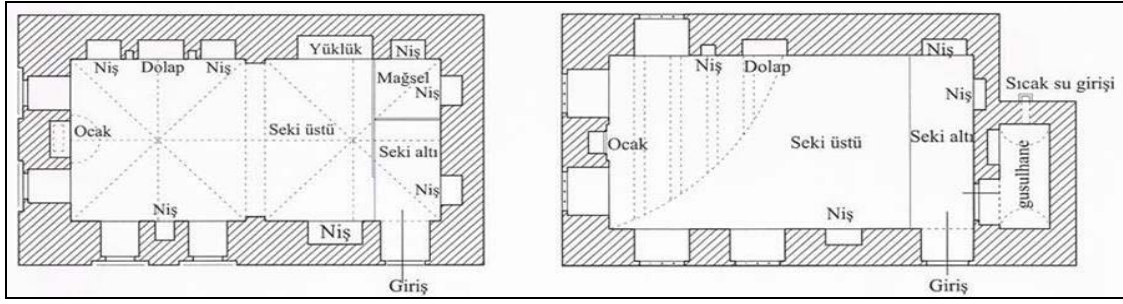 Yüklük
Niş
Niş
Dolap
Niş
Mağsel
Niş
Ocak
Seki üstü
Seki altı
Niş
Niş
Niş
Giriş
Niş
Niş
Dolap
Niş
Sıcak su girişi
Ocak
Seki üstü
Seki altı
gusulhane
Niş
Giriş